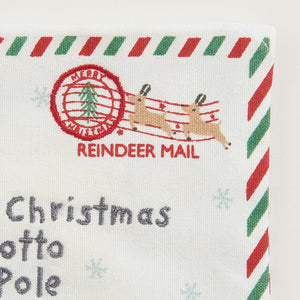 MERRY
CHRISTMAS
REINDEER MAIL
Christmas
otto
Pole